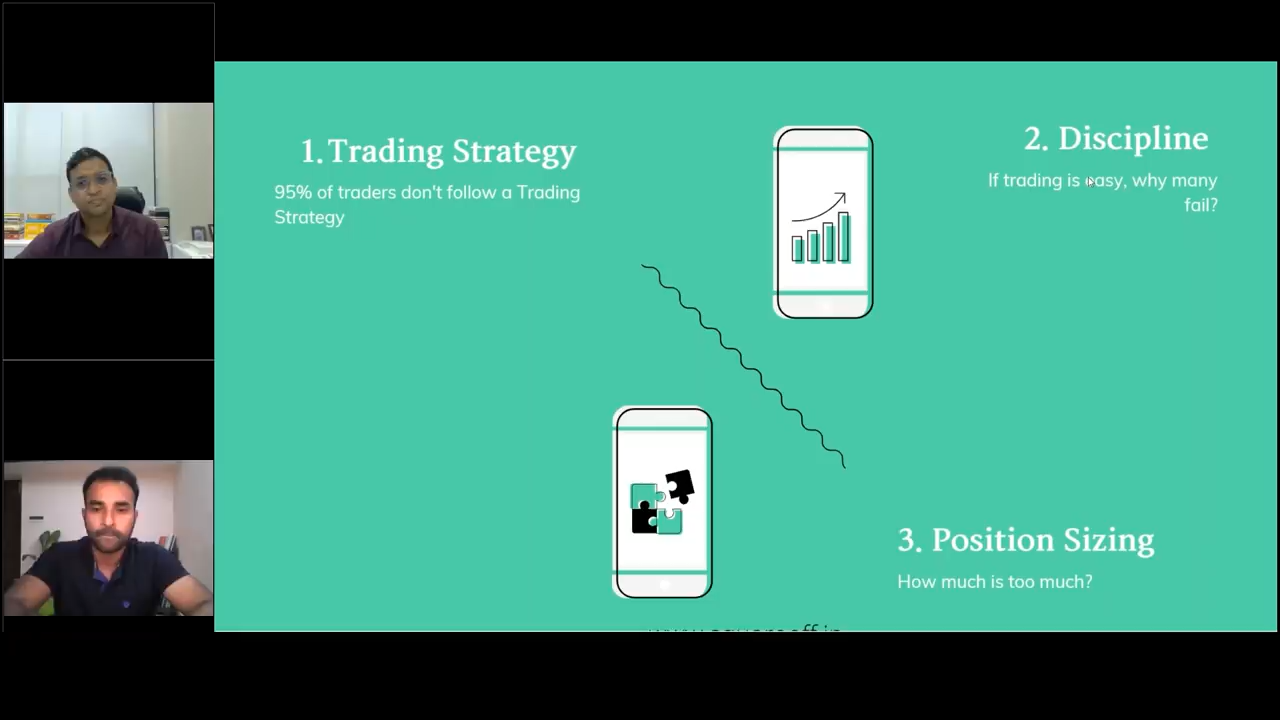 1. Trading Strategy
95% of traders don't follow a Trading
Strategy
2. Discipline
If trading is easy, why many
fail?
3. Position Sizing
How much is too much?